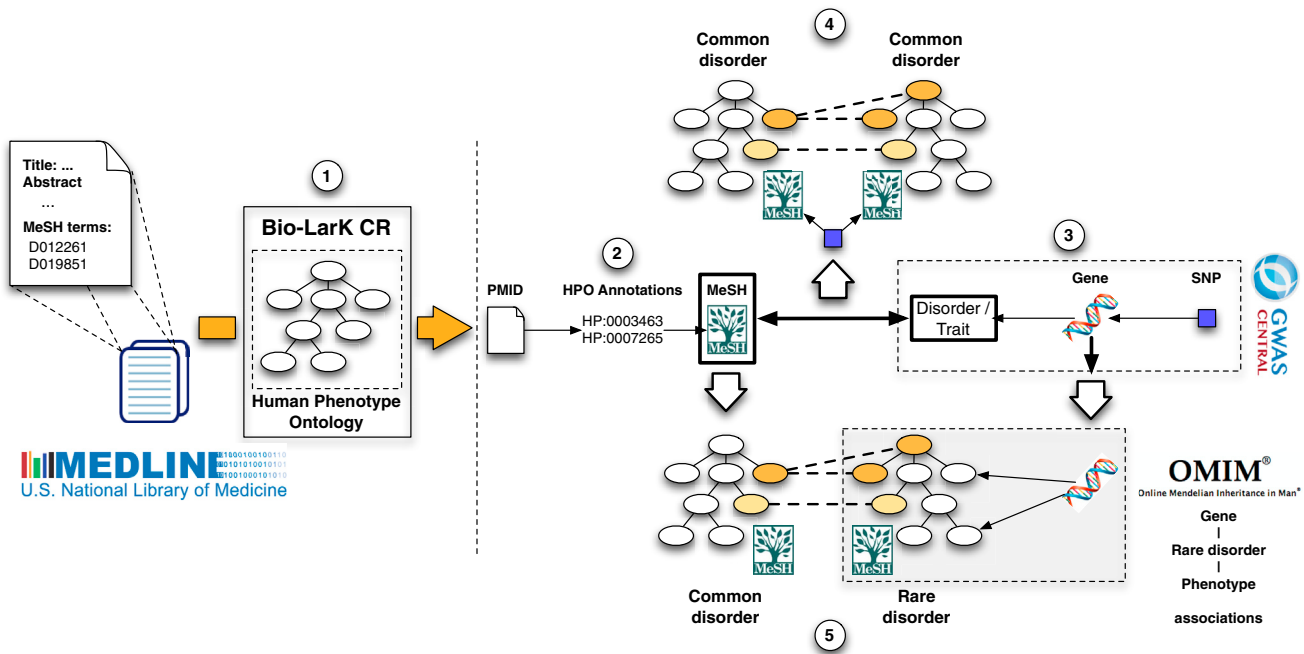 4
Common
disorder
Common
disorder
MeSH
MeSH
Title: ...
Abstract
...
MeSH terms:
D012261
D019851
1
Bio-LarK CR
Human Phenotype
Ontology
MEDLINE
U.S. National Library of Medicine
PMID
2
HPO Annotations
HP:0003463
HP:0007265
MeSH
MeSH
3
Disorder /
Trait
Gene
SNP
GWAS
CENTRAL
MeSH
MeSH
Common
disorder
Rare
disorder
5
OMIM®
Online Mendelian Inheritance in Man®
Gene
Rare disorder
Phenotype
associations